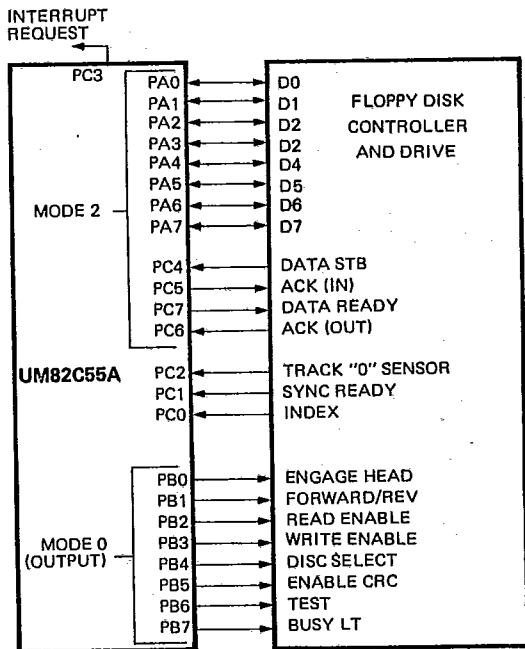 INTERRUPT
REQUEST
PC3
PA0 D0
PA1 D1
PA2 D2
PA3 D2
PA4 D4
PA5 D5
PA6 D6
PA7 D7
FLOPPY DISK
CONTROLLER
AND DRIVE
MODE 2
PC4 DATA STB
PC5 ACK (IN)
PC7 DATA READY
PC6 ACK (OUT)
UM82C55A
PC2 TRACK "0" SENSOR
PC1 SYNC READY
PC0 INDEX
MODE 0
(OUTPUT)
PB0 ENGAGE HEAD
PB1 FORWARD/REV
PB2 READ ENABLE
PB3 WRITE ENABLE
PB4 DISC SELECT
PB5 ENABLE CRC
PB6 TEST
PB7 BUSY LT